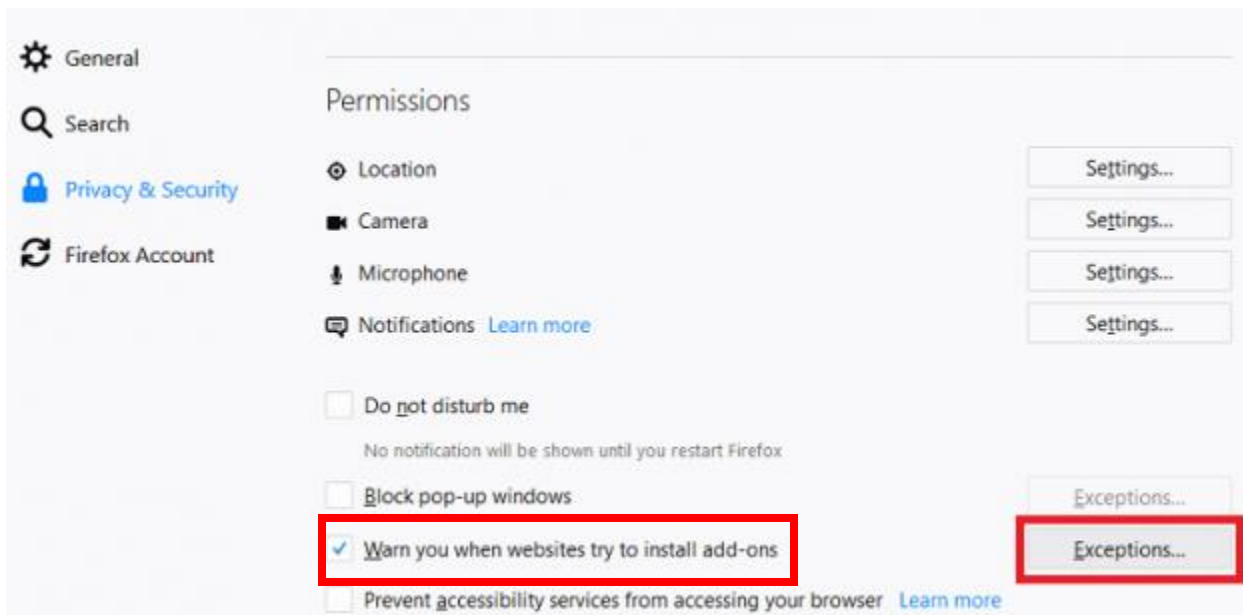 General
Search
Privacy & Security
Firefox Account
Permissions
Location Settings...
Camera Settings...
Microphone Settings...
Notifications Learn more Settings...
Do not disturb me
No notification will be shown until you restart Firefox
Block pop-up windows Exceptions...
Warn you when websites try to install add-ons Exceptions...
Prevent accessibility services from accessing your browser Learn more